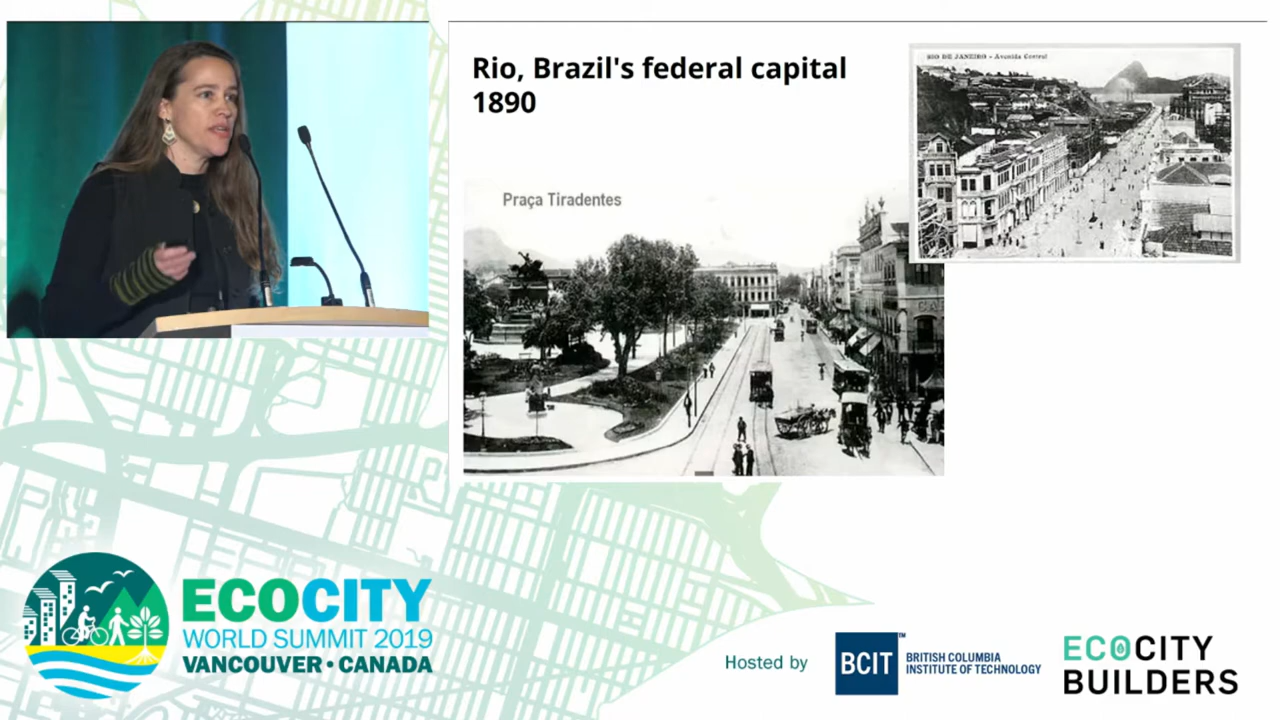 Rio, Brazil's federal capital
1890
RIO DE JANEIRO – Avenida Central
Praça Tiradentes
ECOCITY
WORLD SUMMIT 2019
VANCOUVER • CANADA
Hosted by
BCIT™
BRITISH COLUMBIA
INSTITUTE OF TECHNOLOGY
ECOCITY
BUILDERS